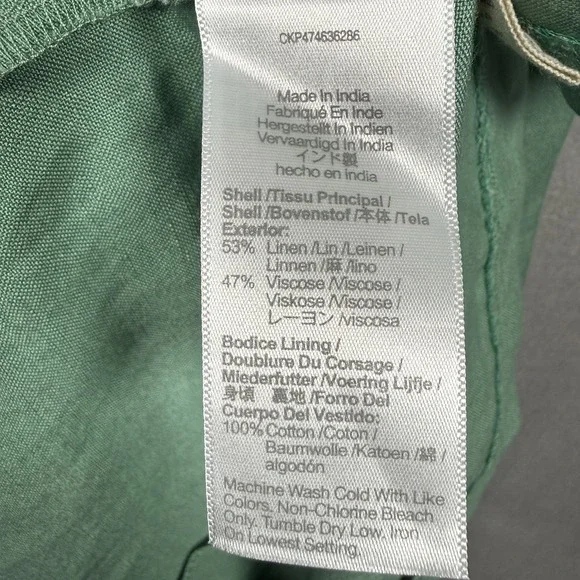 CKP474636286
Made In India
Fabriqué En Inde
Hergestellt In Indien
Vervaardigd In India
インド製
hecho en india
Shell /Tissu Principal /
Shell /Bovenstof /本体 /Tela
Exterior:
53% Linen /Lin /Leinen /
Linnen /麻 /lino
47% Viscose /Viscose /
Viskose /Viscose /
レーヨン /viscosa
Bodice Lining /
Doublure Du Corsage /
Miederfutter /Voering Lijfje /
身頃 裏地 /Forro Del
Cuerpo Del Vestido:
100% Cotton /Coton /
Baumwolle /Katoen /綿 /
algodón
Machine Wash Cold With Like
Colors. Non-Chlorine Bleach
Only. Tumble Dry Low. Iron
On Lowest Setting.